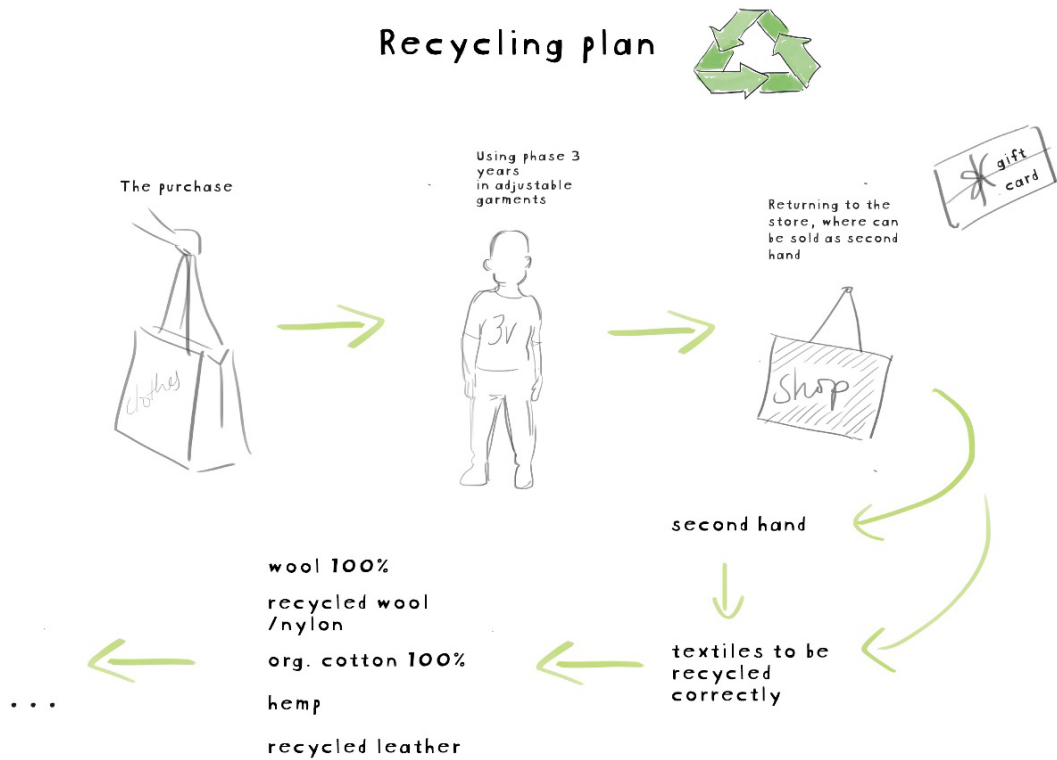 Recycling plan
The purchase
Using phase 3
years
in adjustable
garments
Returning to the
store, where can
be sold as second
hand
gift
card
clothes
3v
Shop
second hand
textiles to be
recycled
correctly
wool 100%
recycled wool
/nylon
org. cotton 100%
hemp
recycled leather
...